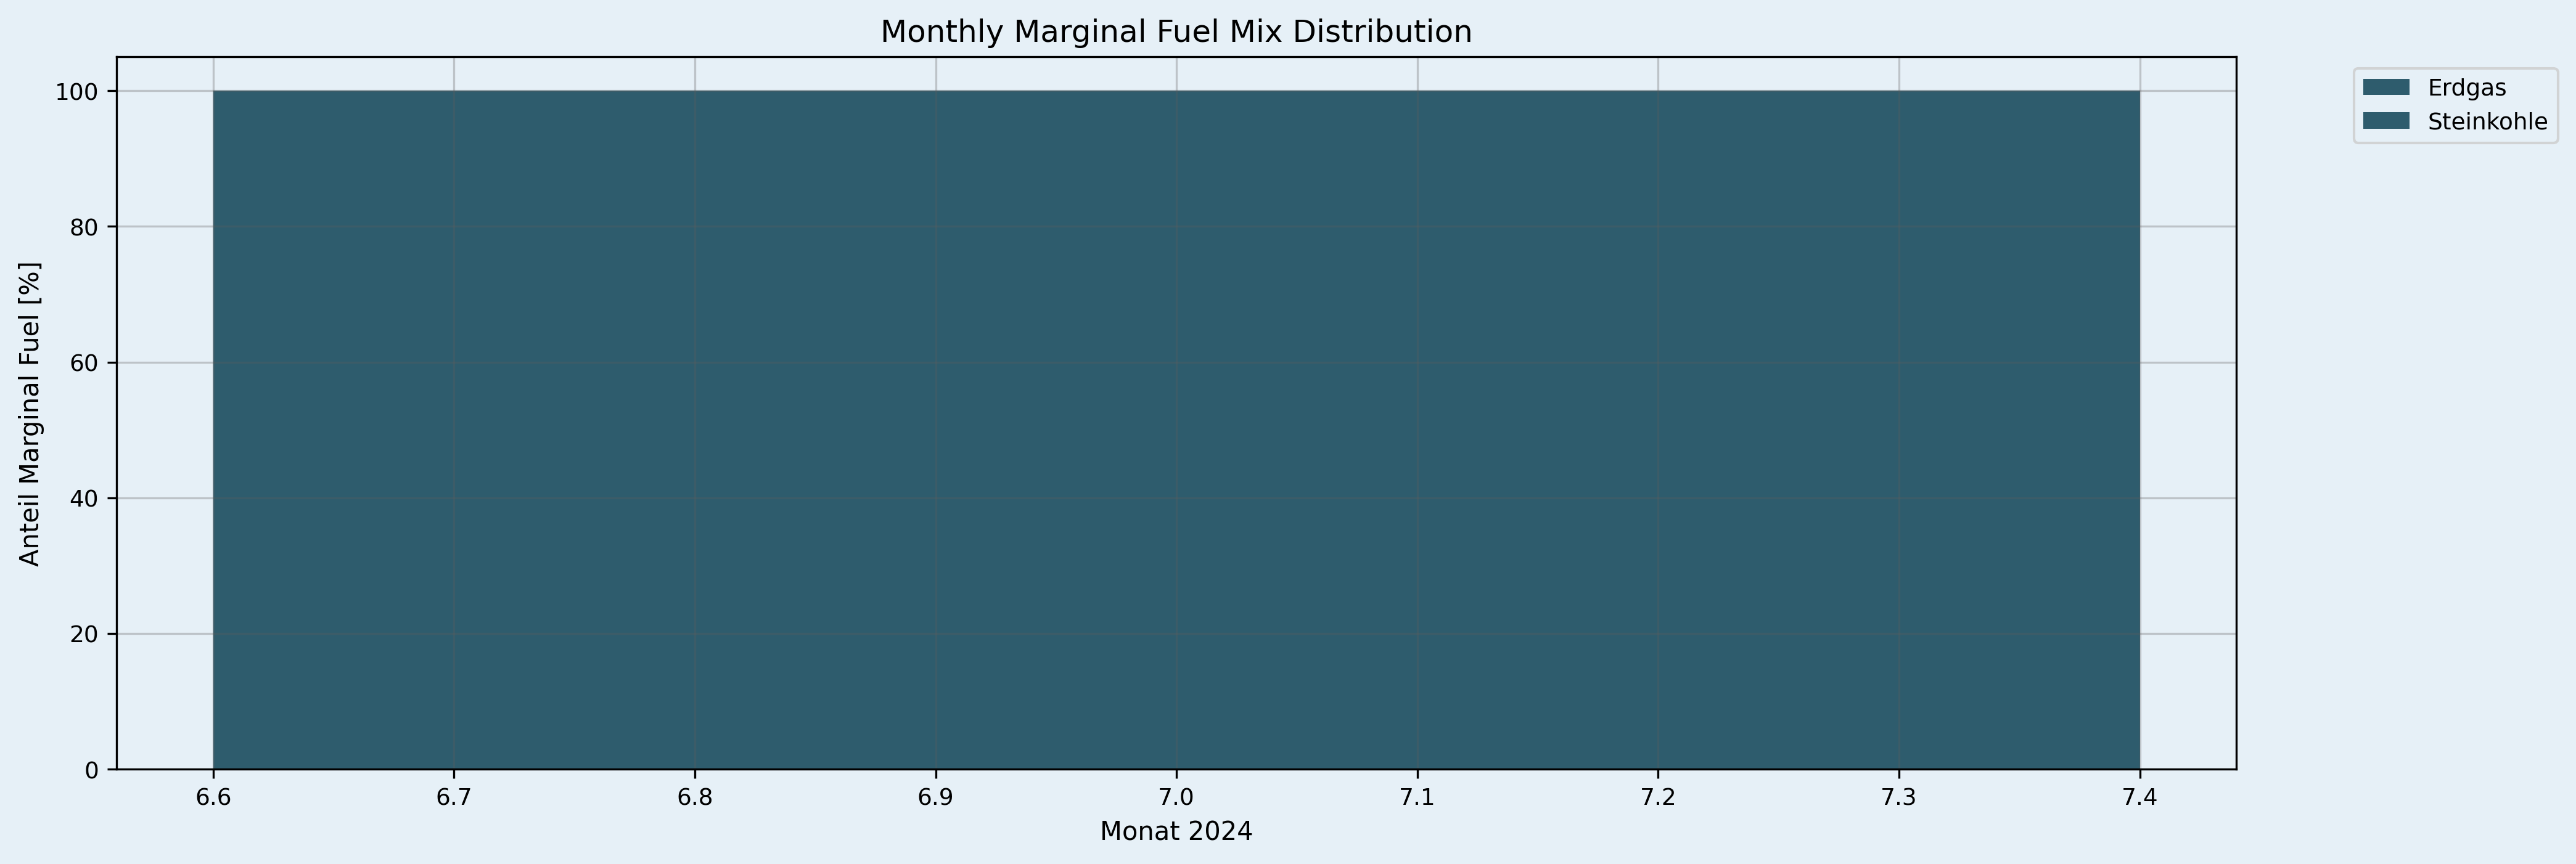 Monthly Marginal Fuel Mix Distribution
Erdgas
Steinkohle
Anteil Marginal Fuel [%]
100
80
60
40
20
0
6.6 6.7 6.8 6.9 7.0 7.1 7.2 7.3 7.4
Monat 2024